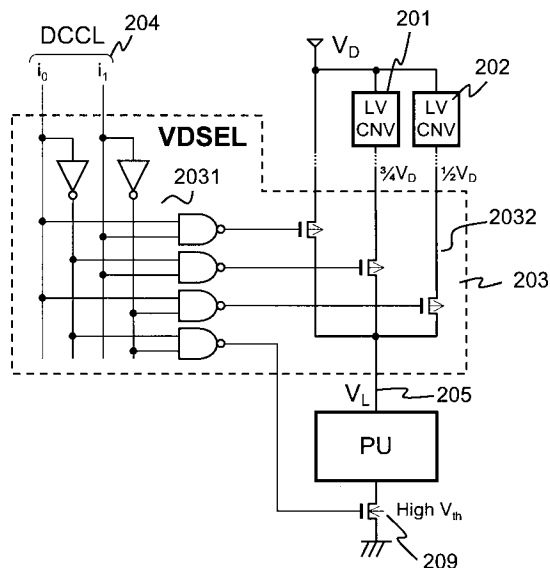 DCCL
204
i0
i1
VD
201
202
LV
CNV
LV
CNV
VDSEL
¾VD
½VD
2031
2032
203
VL
205
PU
High Vth
209